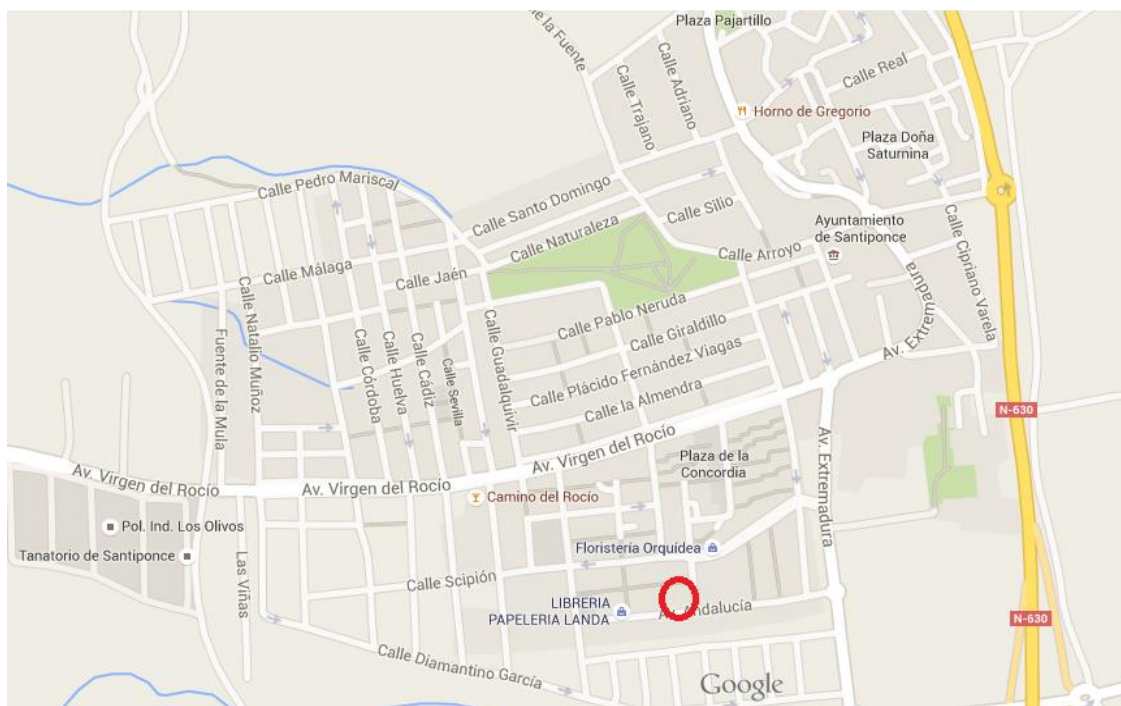 Plaza Pajartillo
de la Fuente
Calle Adriano
Calle Real
Calle Trajano
Horno de Gregorio
Plaza Doña
Saturnina
Calle Pedro Mariscal
Calle Santo Domingo
Calle Silio
Calle Naturaleza
Ayuntamiento
de Santiponce
Calle Cipriano Varela
Calle Arroyo
Calle Málaga
Calle Jaén
Calle Natalio Muñoz
Calle Pablo Neruda
Av. Extremadura
Calle Giraldillo
Fuente de la Mula
Calle Córdoba
Calle Huelva
Calle Cádiz
Calle Sevilla
Calle Guadalquivir
Calle Plácido Fernández Viagas
Calle la Almendra
N-630
Av. Virgen del Rocío
Av. Virgen del Rocío
Av. Virgen del Rocío
Plaza de la
Concordia
Av. Extremadura
Camino del Rocío
Pol. Ind. Los Olivos
Tanatorio de Santiponce
Las Viñas
Floristería Orquídea
Calle Scipión
LIBRERIA
PAPELERIA LANDA
Andalucía
N-630
Calle Diamantino García
Google